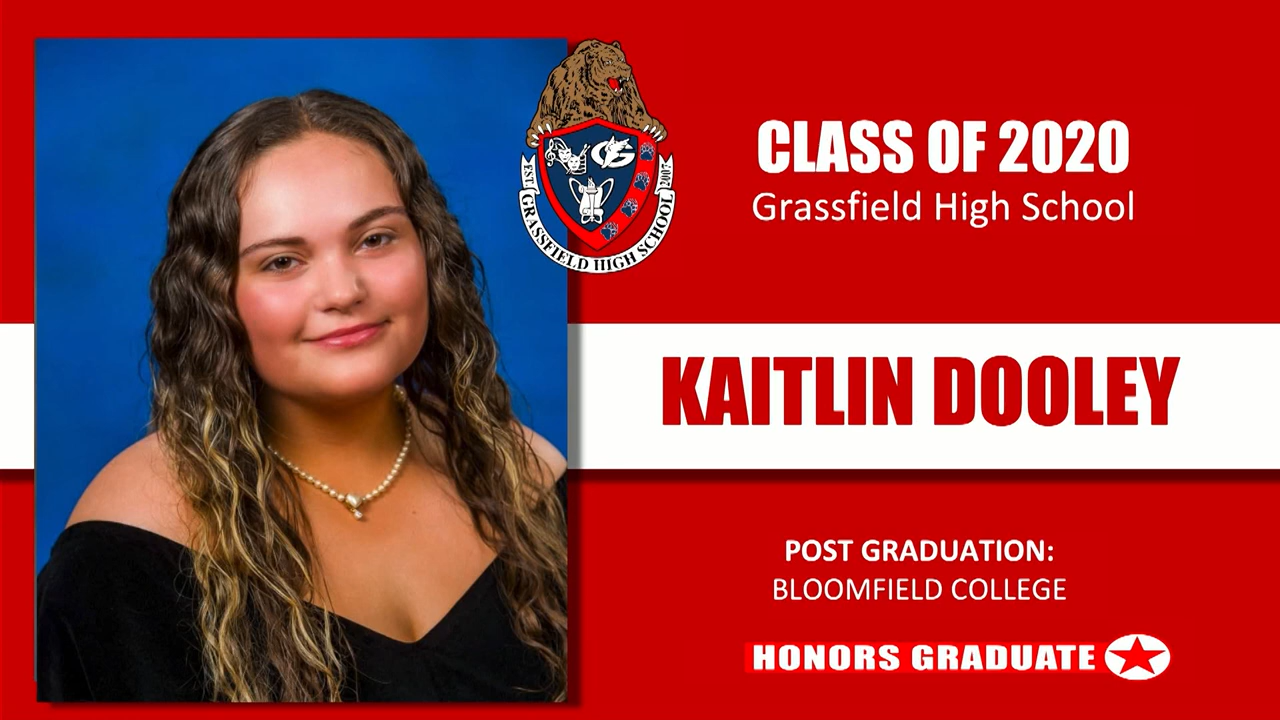 EST. 2007
GRASSFIELD HIGH SCHOOL
CLASS OF 2020
Grassfield High School
KAITLIN DOOLEY
POST GRADUATION:
BLOOMFIELD COLLEGE
HONORS GRADUATE